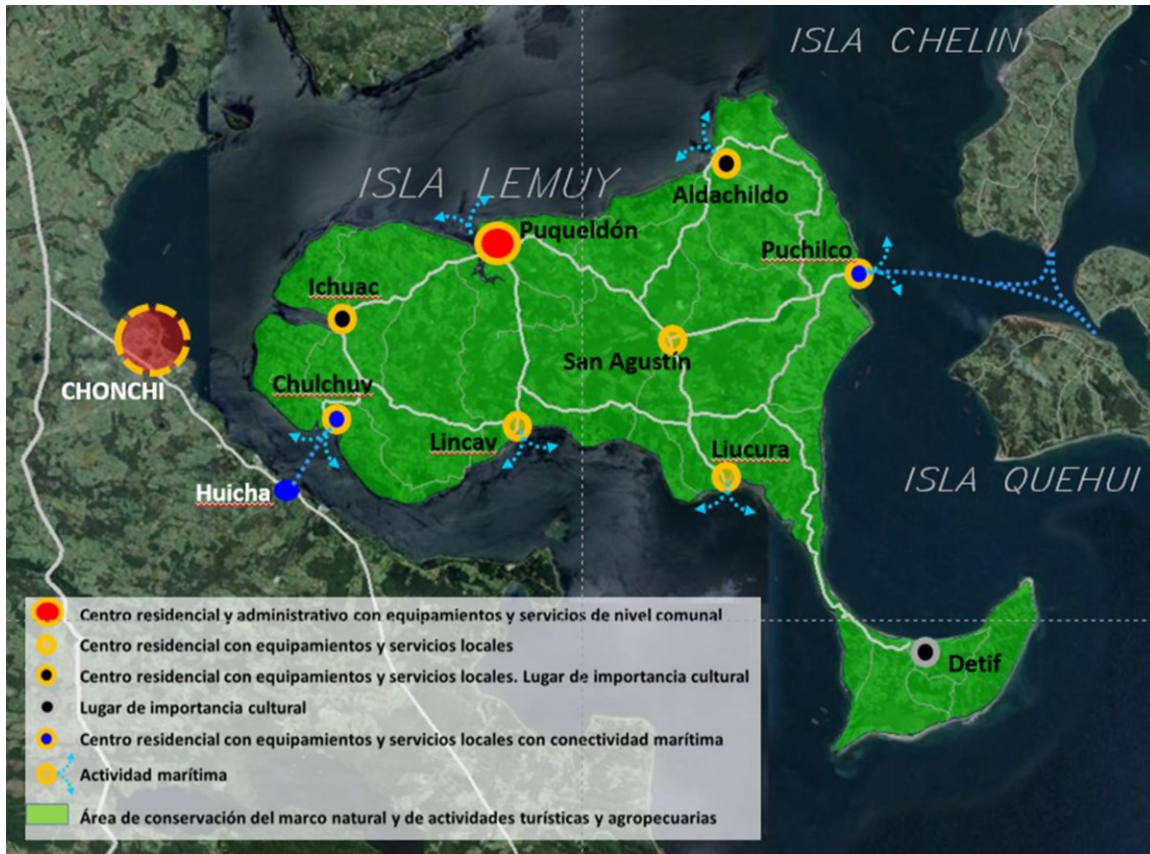 ISLA CHELIN
ISLA LEMUY
Aldachildo
Puqueldón
Puchilco
Ichuac
San Agustín
CHONCHI
Chulchuy
Lincay
Liucura
Huicha
ISLA QUEHUI
Detif
Centro residencial y administrativo con equipamientos y servicios de nivel comunal
Centro residencial con equipamientos y servicios locales
Centro residencial con equipamientos y servicios locales. Lugar de importancia cultural
Lugar de importancia cultural
Centro residencial con equipamientos y servicios locales con conectividad marítima
Actividad marítima
Área de conservación del marco natural y de actividades turísticas y agropecuarias